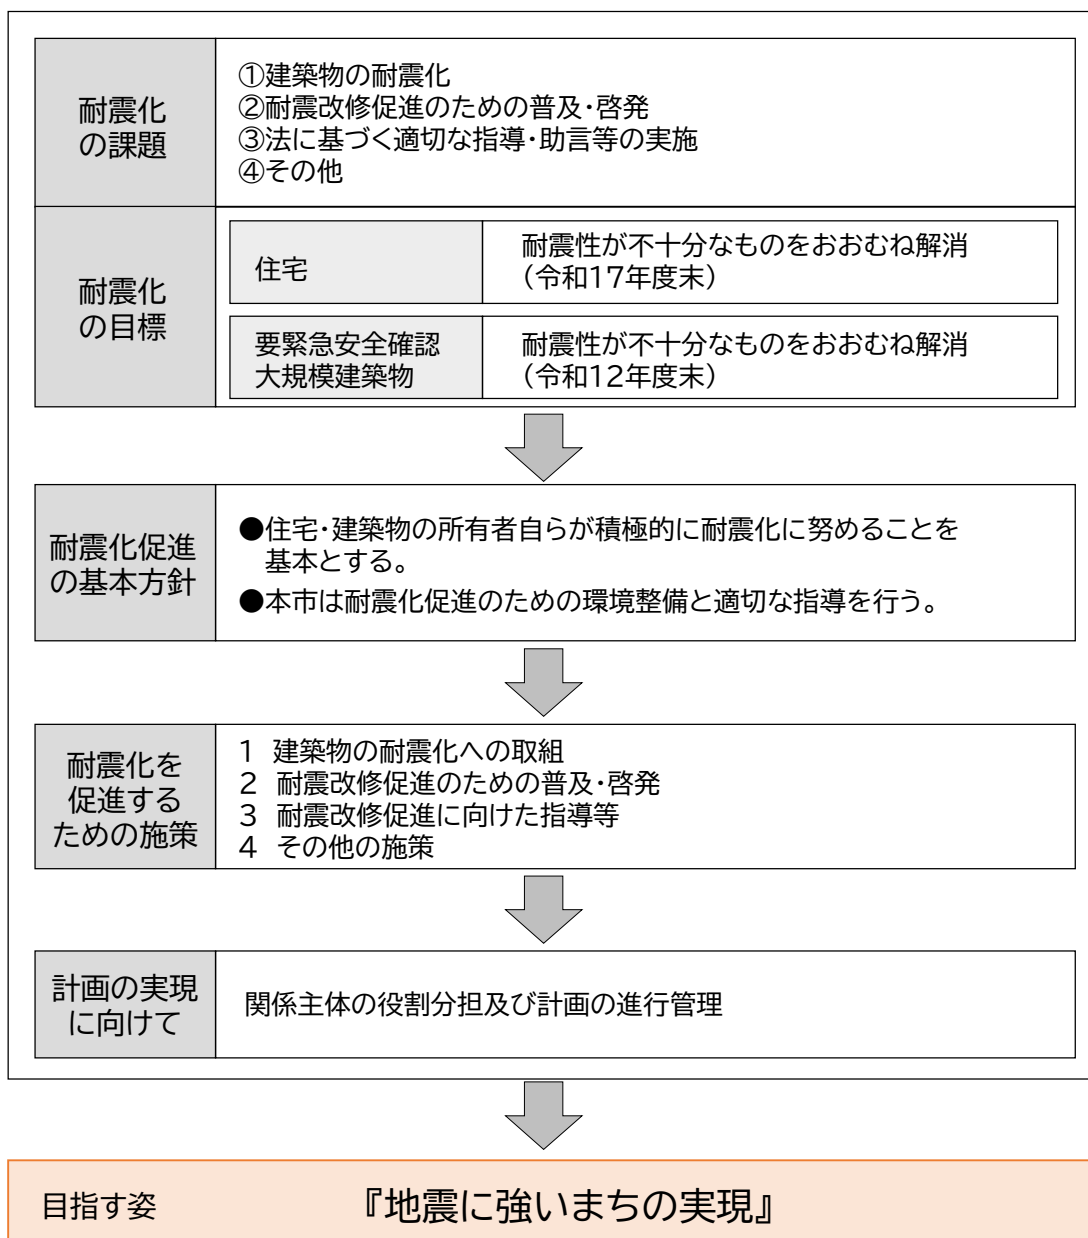 耐震化
の課題
①建築物の耐震化
②耐震改修促進のための普及・啓発
③法に基づく適切な指導・助言等の実施
④その他
耐震化
の目標
住宅
耐震性が不十分なものをおおむね解消
（令和17年度末）
要緊急安全確認
大規模建築物
耐震性が不十分なものをおおむね解消
（令和12年度末）
耐震化促進
の基本方針
●住宅・建築物の所有者自らが積極的に耐震化に努めることを
基本とする。
●本市は耐震化促進のための環境整備と適切な指導を行う。
耐震化を
促進する
ための施策
1 建築物の耐震化への取組
2 耐震改修促進のための普及・啓発
3 耐震改修促進に向けた指導等
4 その他の施策
計画の実現
に向けて
関係主体の役割分担及び計画の進行管理
目指す姿
『地震に強いまちの実現』